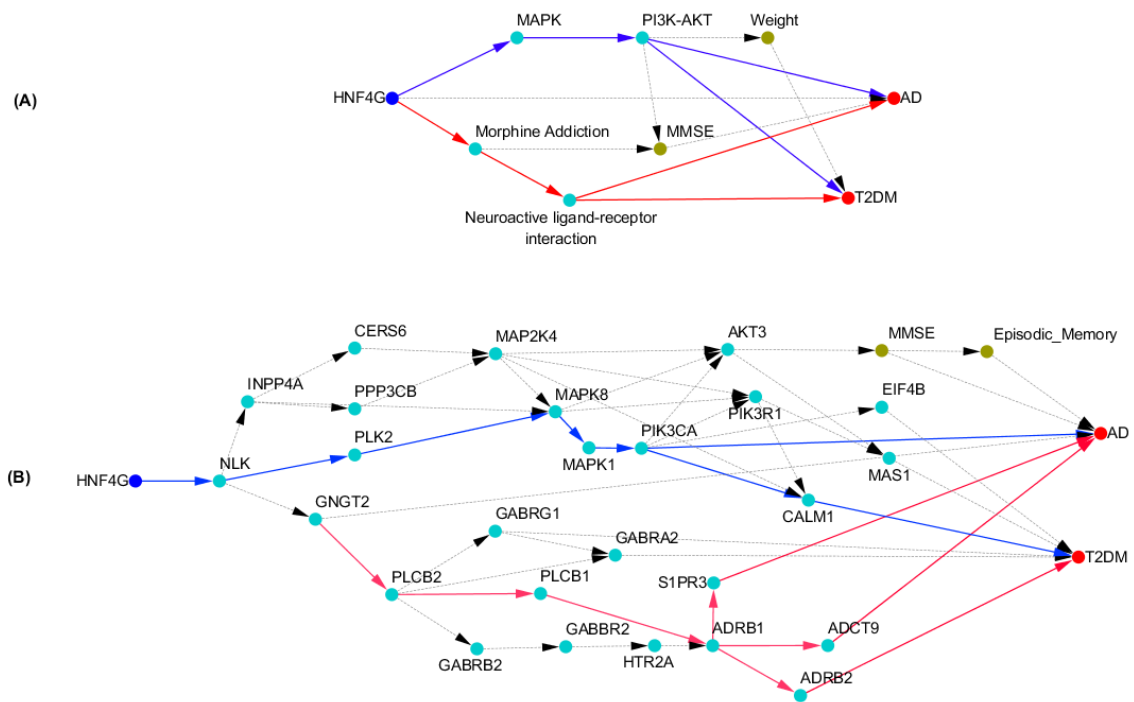 MAPK
PI3K-AKT
Weight
(A)
HNF4G
AD
Morphine Addiction
MMSE
T2DM
Neuroactive ligand-receptor
interaction
CERS6
MAP2K4
AKT3
MMSE
Episodic_Memory
INPP4A
PPP3CB
MAPK8
PIK3R1
EIF4B
PLK2
MAPK1
PIK3CA
AD
(B)
HNF4G
NLK
MAS1
GNGT2
CALM1
GABRG1
GABRA2
T2DM
PLCB2
PLCB1
S1PR3
GABRB2
GABBR2
HTR2A
ADRB1
ADCT9
ADRB2